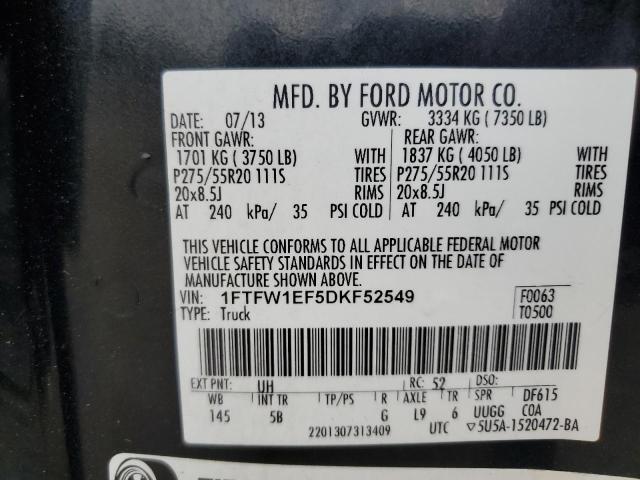 MFD. BY FORD MOTOR CO.
DATE: 07/13 GVWR: 3334 KG ( 7350 LB)
FRONT GAWR: REAR GAWR:
1701 KG ( 3750 LB) WITH 1837 KG ( 4050 LB) WITH
P275/55R20 111S TIRES P275/55R20 111S TIRES
20x8.5J RIMS 20x8.5J RIMS
AT 240 kPa/ 35 PSI COLD AT 240 kPa/ 35 PSI COLD
THIS VEHICLE CONFORMS TO ALL APPLICABLE FEDERAL MOTOR
VEHICLE SAFETY STANDARDS IN EFFECT ON THE DATE OF
MANUFACTURE SHOWN ABOVE.
VIN: 1FTFW1EF5DKF52549 F0063
TYPE: Truck T0500
EXT PNT: UH RC: 52 DSO:
WB INT TR TP/PS R AXLE TR SPR DF615
145 5B G L9 6 UUGG COA
2201307313409 UTC ▽5U5A-1520472-BA